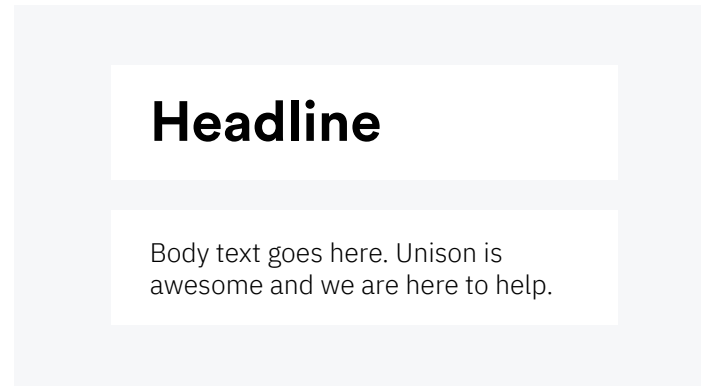 Headline
Body text goes here. Unison is
awesome and we are here to help.